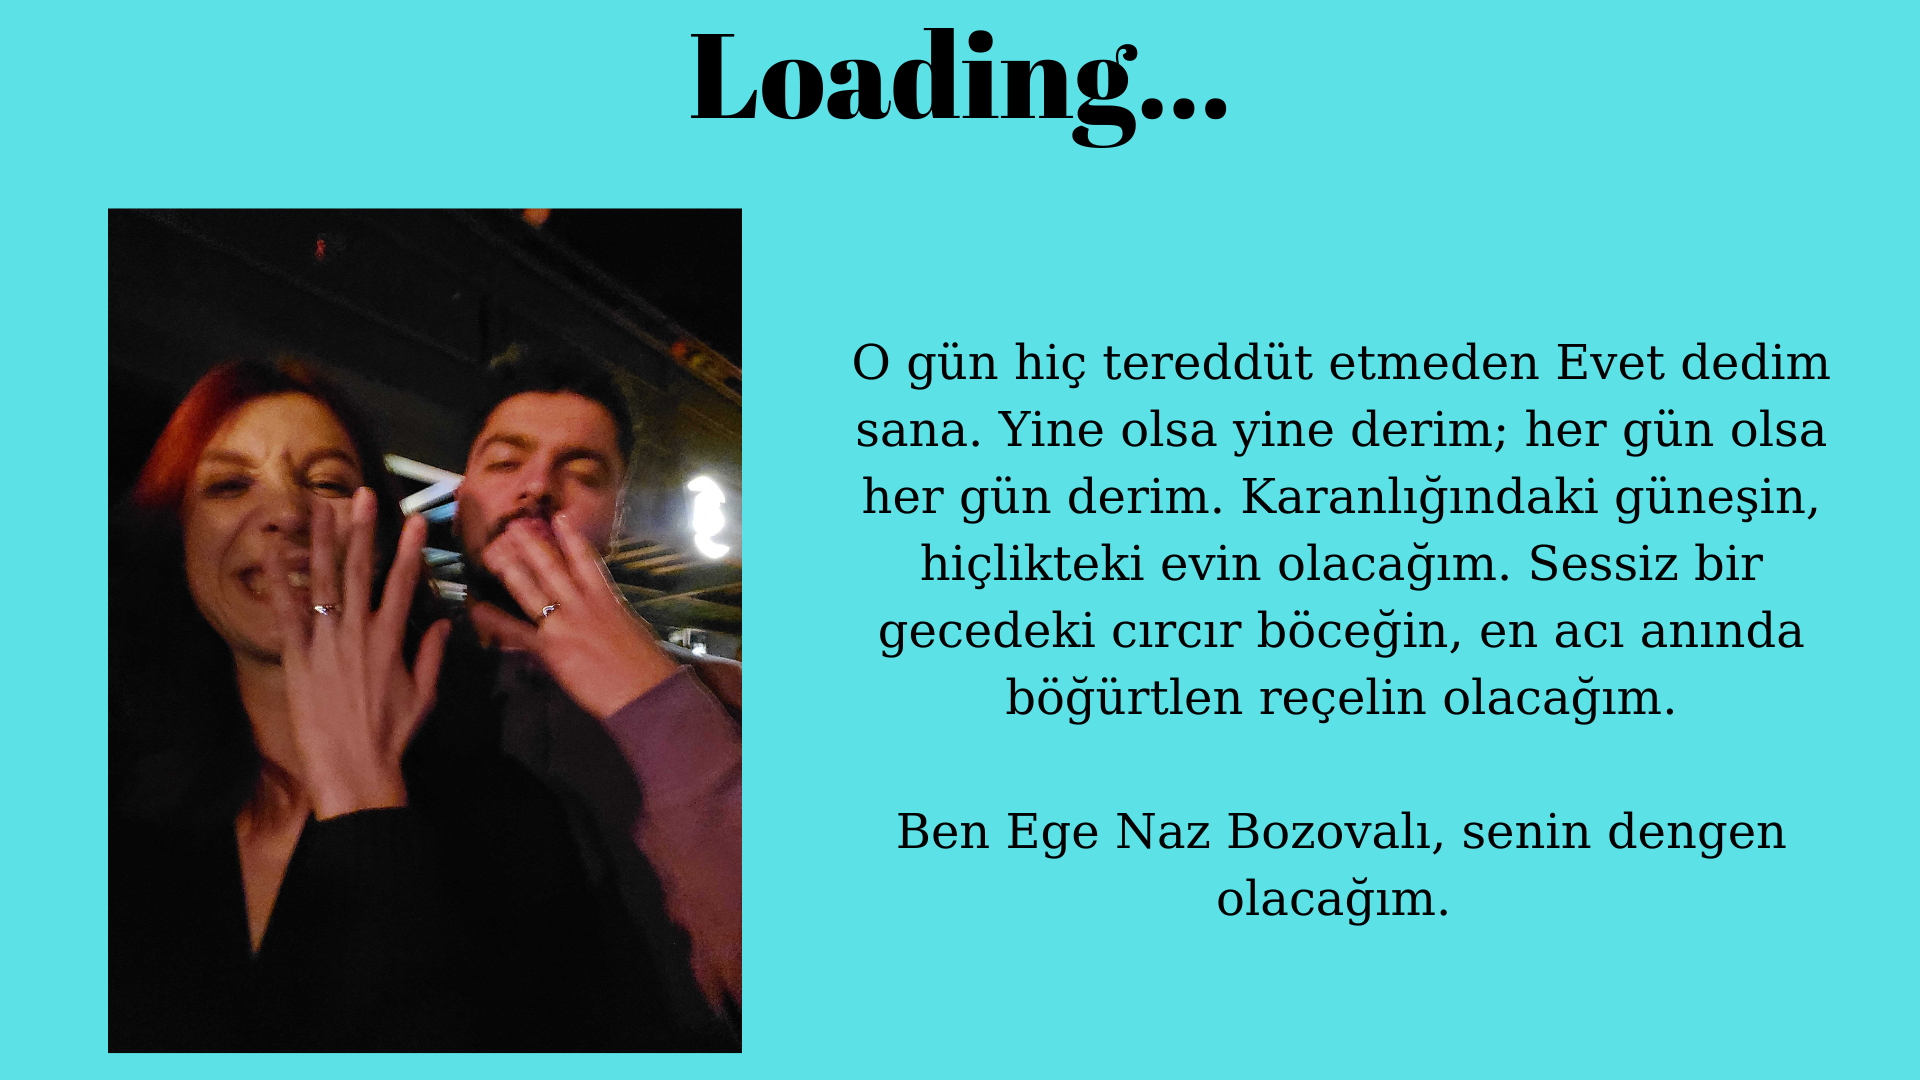 Loading...
O gün hiç tereddüt etmeden Evet dedim
sana. Yine olsa yine derim; her gün olsa
her gün derim. Karanlığındaki güneşin,
hiçlikteki evin olacağım. Sessiz bir
gecedeki cırcır böceğin, en acı anında
böğürtlen reçelin olacağım.
Ben Ege Naz Bozovalı, senin dengen
olacağım.